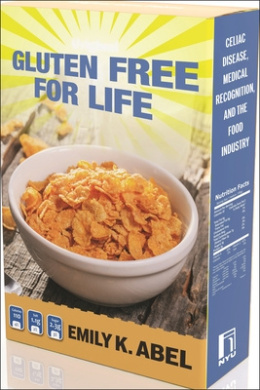 GLUTEN FREE
FOR LIFE
EMILY K. ABEL
CELIAC
DISEASE,
MEDICAL
RECOGNITION,
AND THE
FOOD
INDUSTRY
Nutrition Facts
NYU